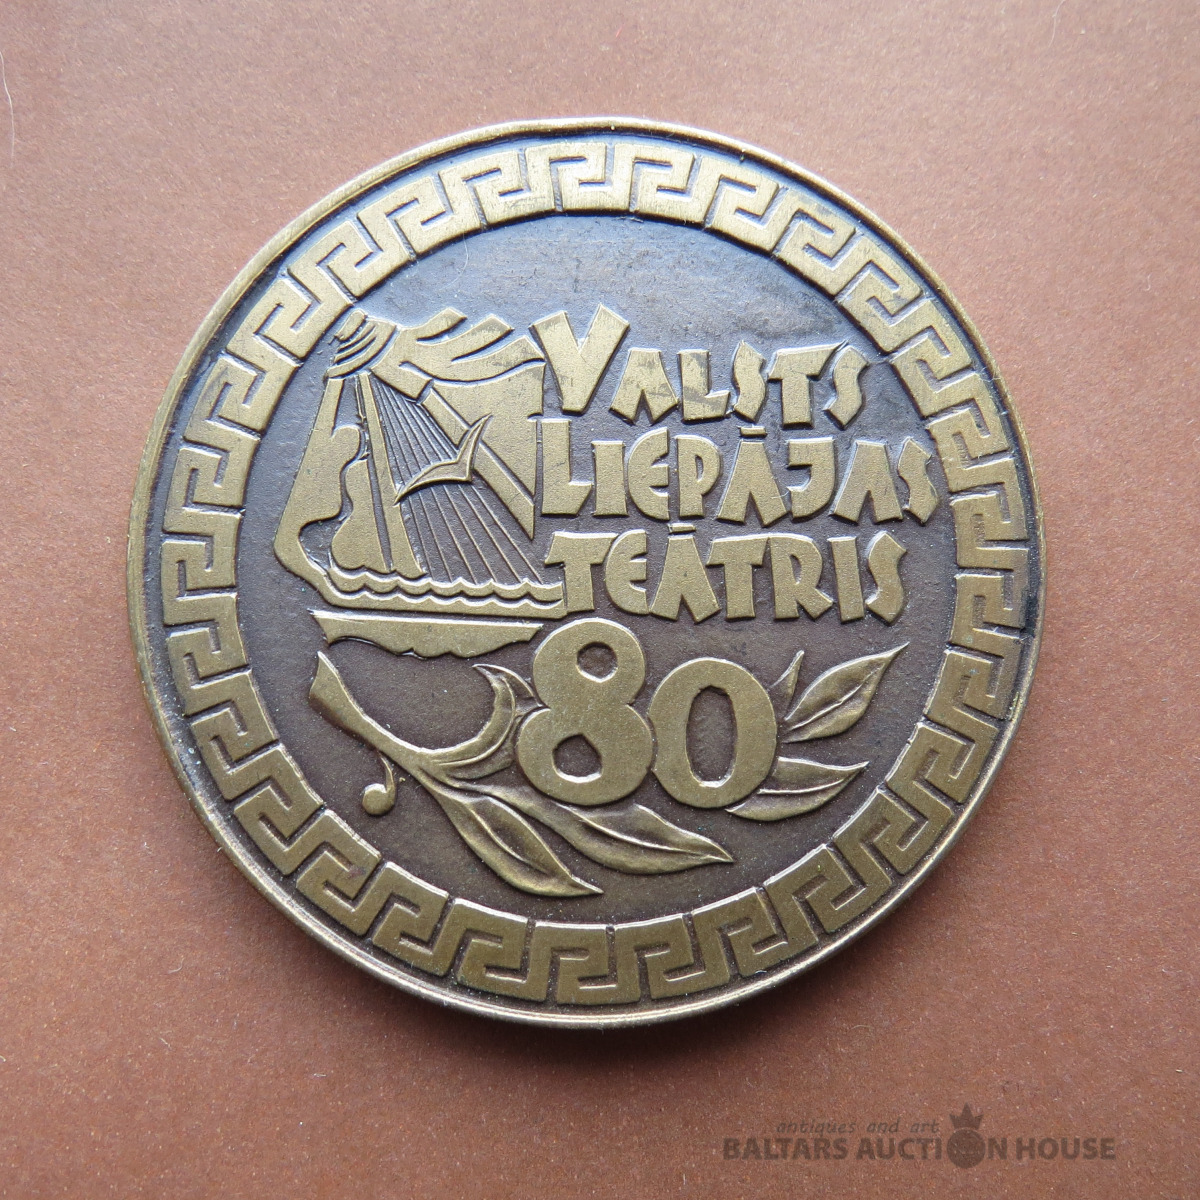 VALSTS
LIEPĀJAS
TEĀTRIS
80
antiques and art
BALTARS AUCTION HOUSE